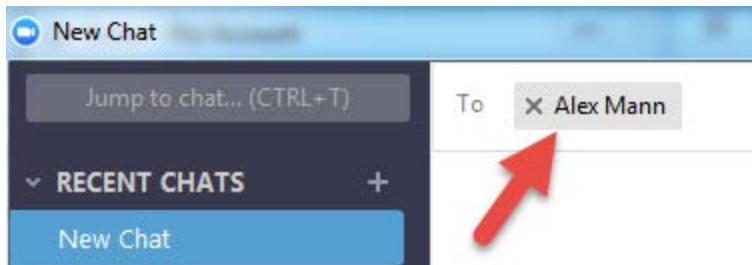 New Chat
Jump to chat... (CTRL+T)
RECENT CHATS +
New Chat
To × Alex Mann